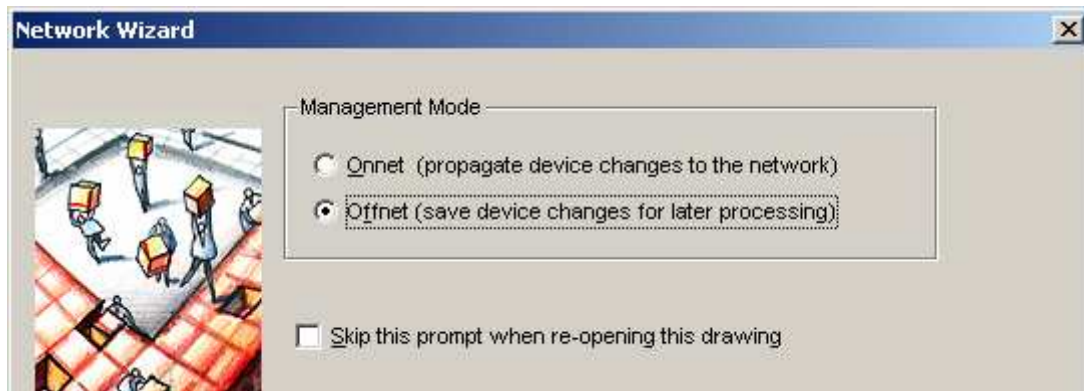 Network Wizard
Management Mode
Onnet (propagate device changes to the network)
Offnet (save device changes for later processing)
Skip this prompt when re-opening this drawing